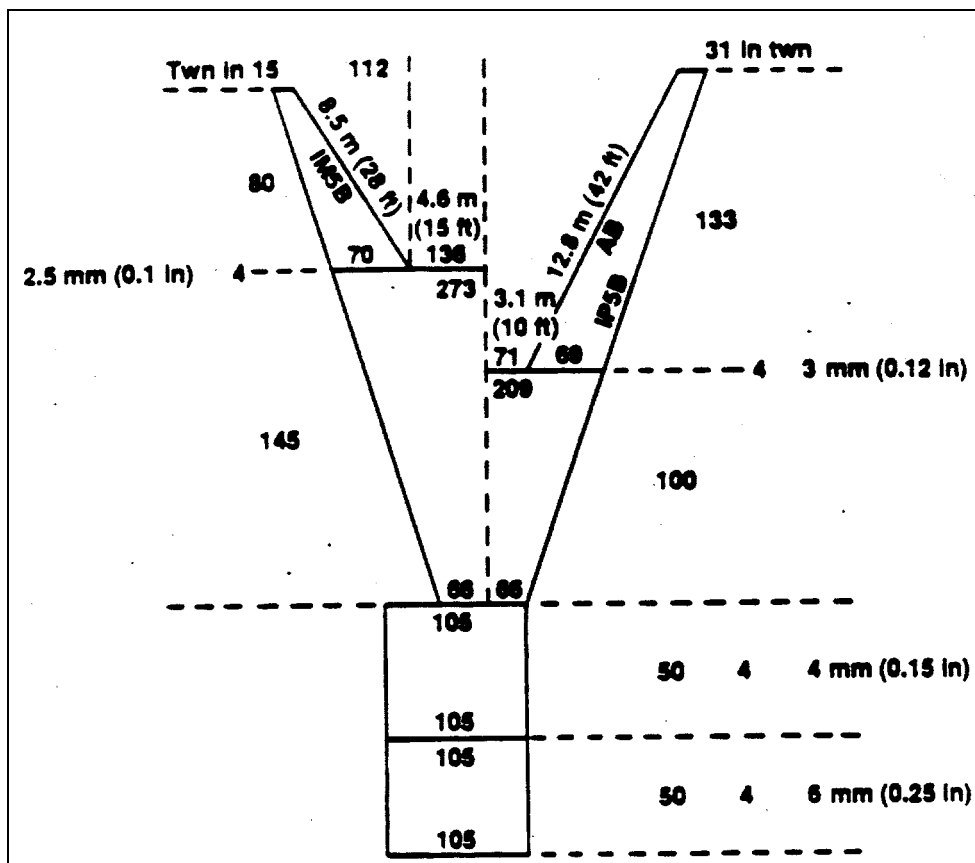 31 in twn
Twn in 15
112
8.5 m (28 ft)
IM5B
80
4.6 m
(15 ft)
12.8 m (42 ft)
AB
IP5B
133
70
136
2.5 mm (0.1 in)
4
273
3.1 m
(10 ft)
71
69
209
4
3 mm (0.12 in)
145
100
66
66
105
50
4
4 mm (0.15 in)
105
105
50
4
6 mm (0.25 in)
105